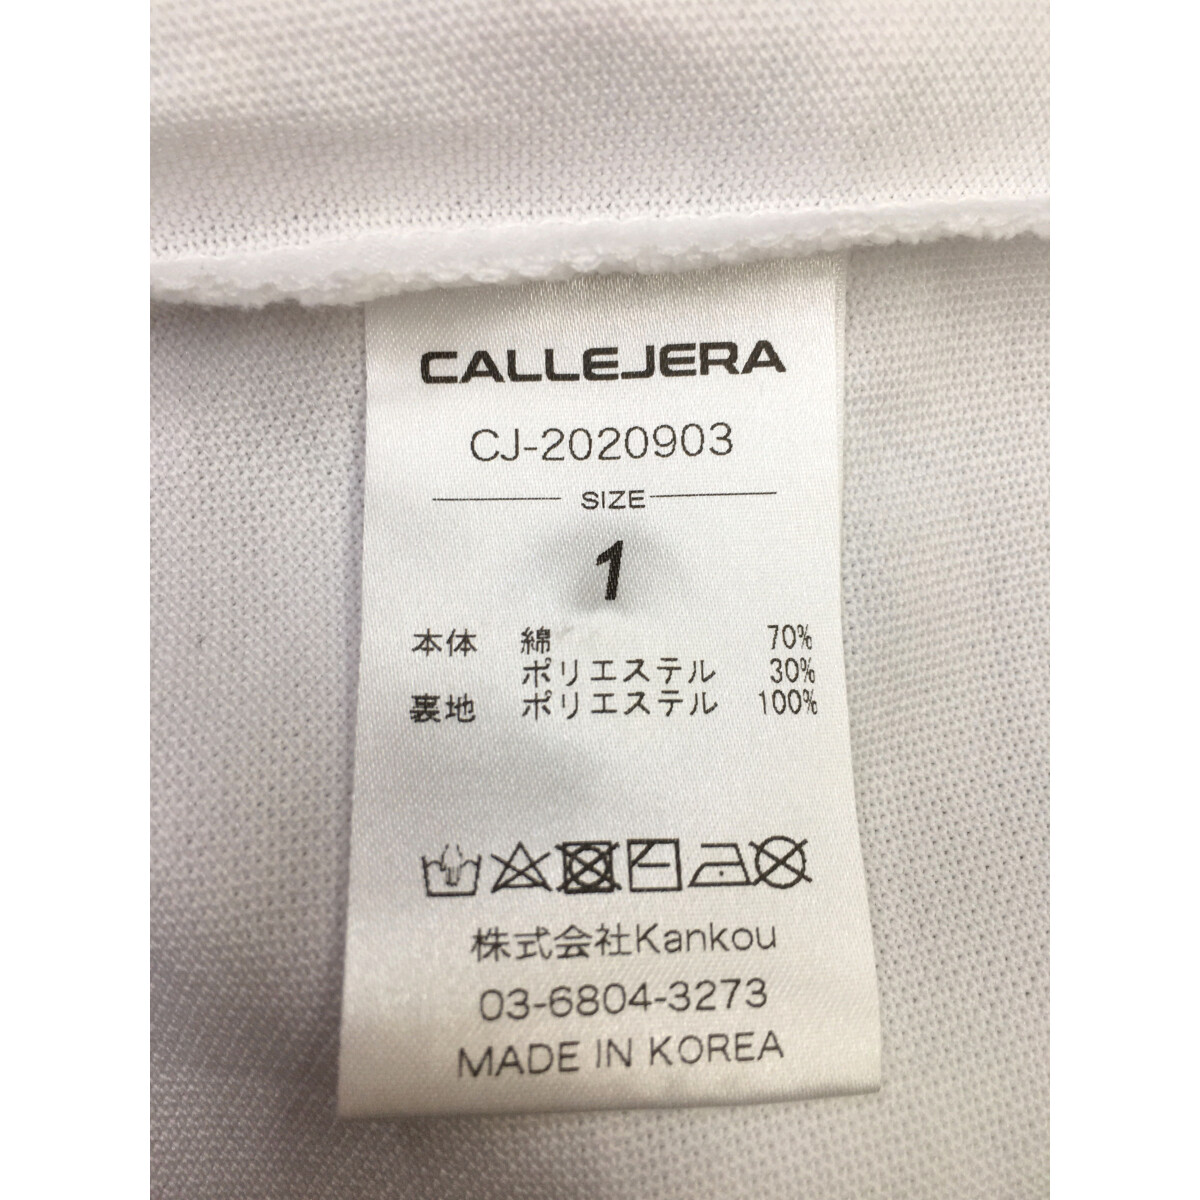 CALLEJERA
CJ-2020903
SIZE
1
本体 綿 70%
ポリエステル 30%
裏地 ポリエステル 100%
株式会社Kankou
03-6804-3273
MADE IN KOREA